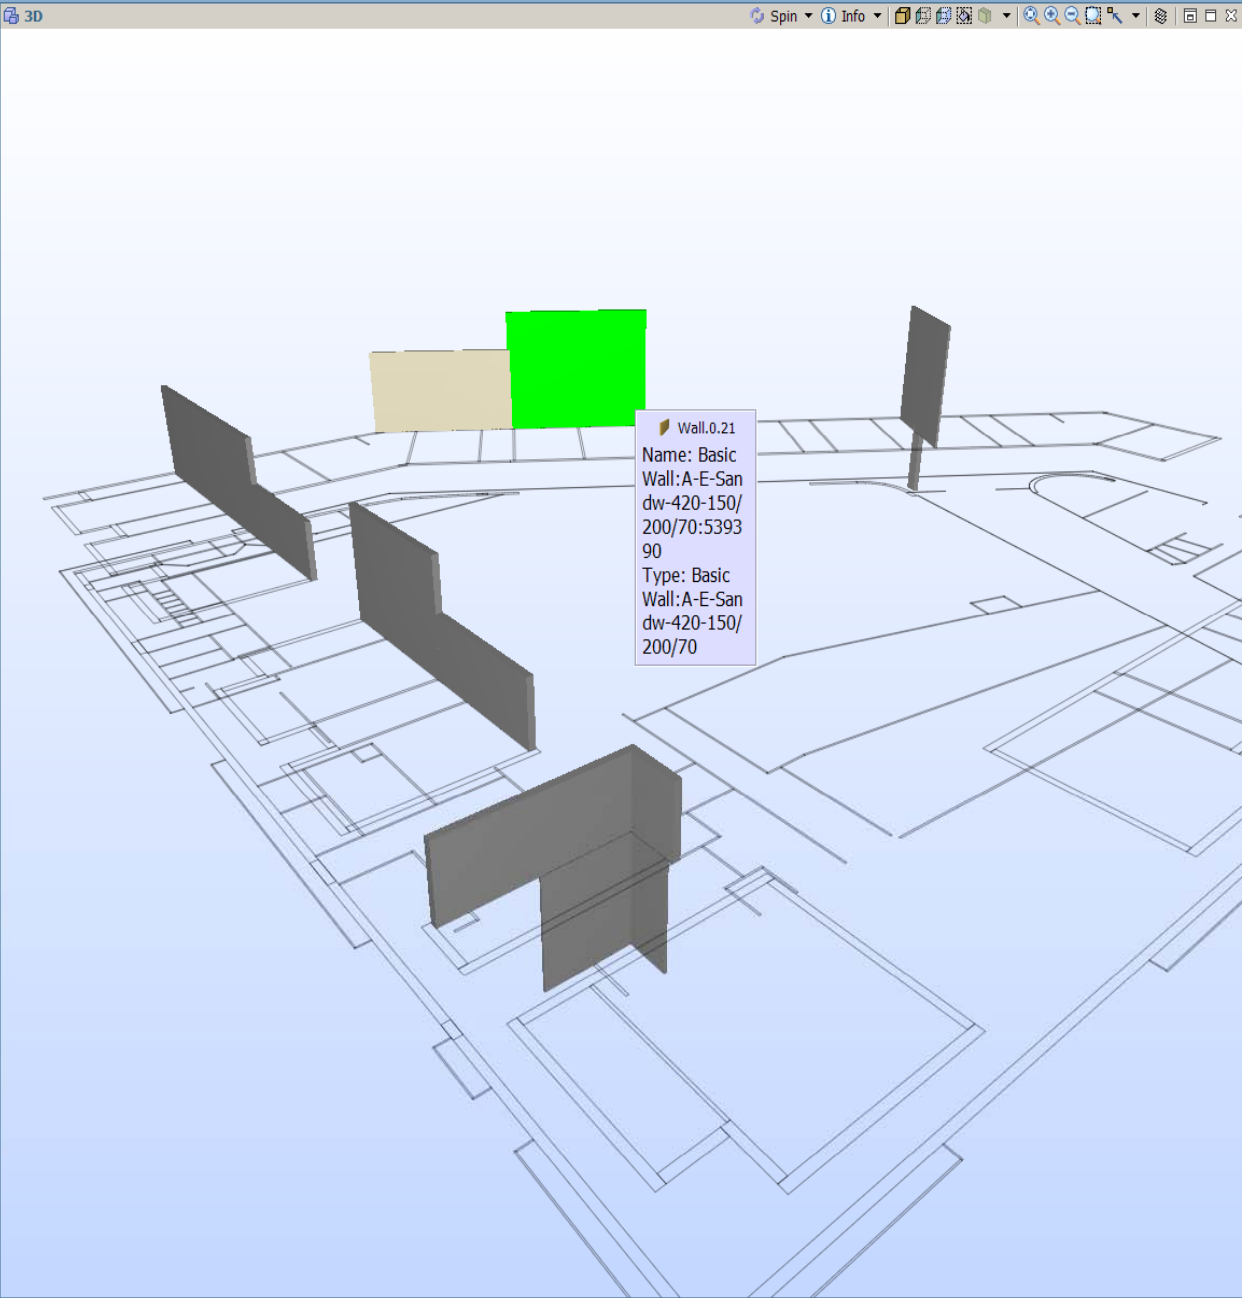 3D
Spin
Info
Wall.0.21
Name: Basic
Wall:A-E-San
dw-420-150/
200/70:5393
90
Type: Basic
Wall:A-E-San
dw-420-150/
200/70